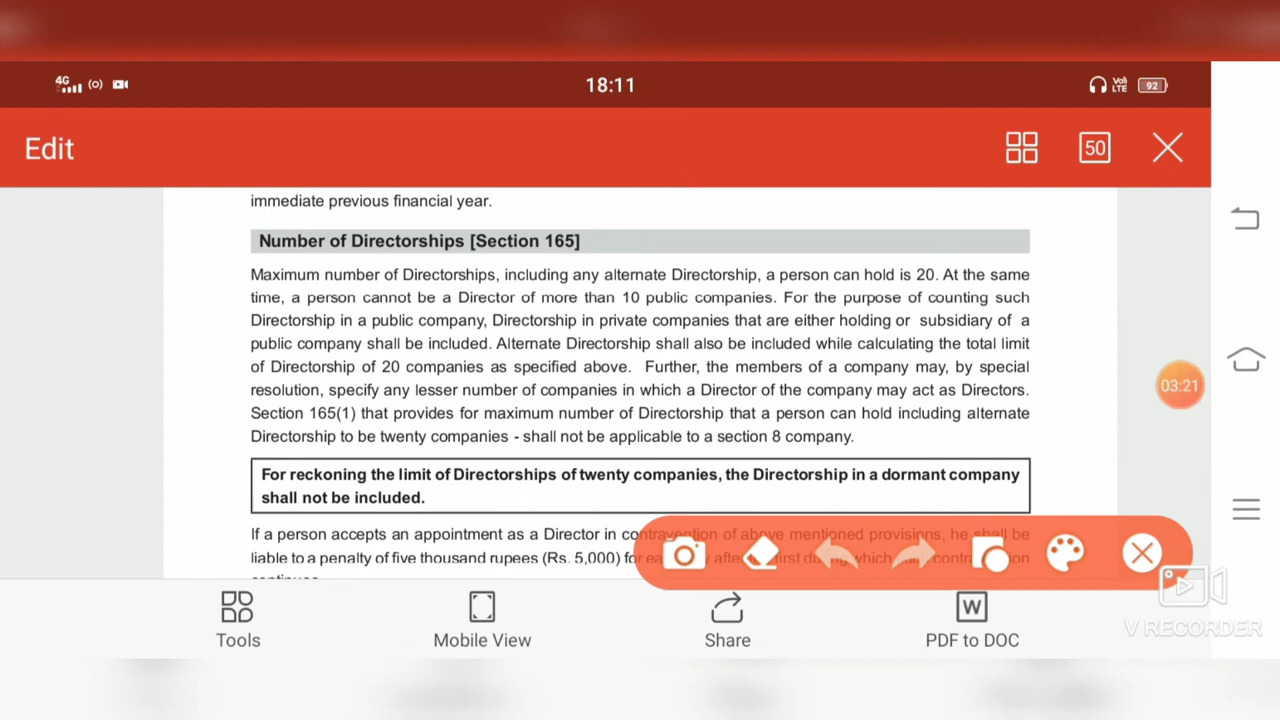 4G
18:11
Vo)
LTE
92
Edit
50
immediate previous financial year.
Number of Directorships [Section 165]
Maximum number of Directorships, including any alternate Directorship, a person can hold is 20. At the same
time, a person cannot be a Director of more than 10 public companies. For the purpose of counting such
Directorship in a public company, Directorship in private companies that are either holding or subsidiary of a
public company shall be included. Alternate Directorship shall also be included while calculating the total limit
of Directorship of 20 companies as specified above. Further, the members of a company may, by special
resolution, specify any lesser number of companies in which a Director of the company may act as Directors.
Section 165(1) that provides for maximum number of Directorship that a person can hold including alternate
Directorship to be twenty companies - shall not be applicable to a section 8 company.
For reckoning the limit of Directorships of twenty companies, the Directorship in a dormant company
shall not be included.
If a person accepts an appointment as a Director in contravention of above mentioned provisions, he shall be
liable to a penalty of five thousand rupees (Rs. 5,000) for after first which
03:21
Tools
Mobile View
Share
W
PDF to DOC
V RECORDER